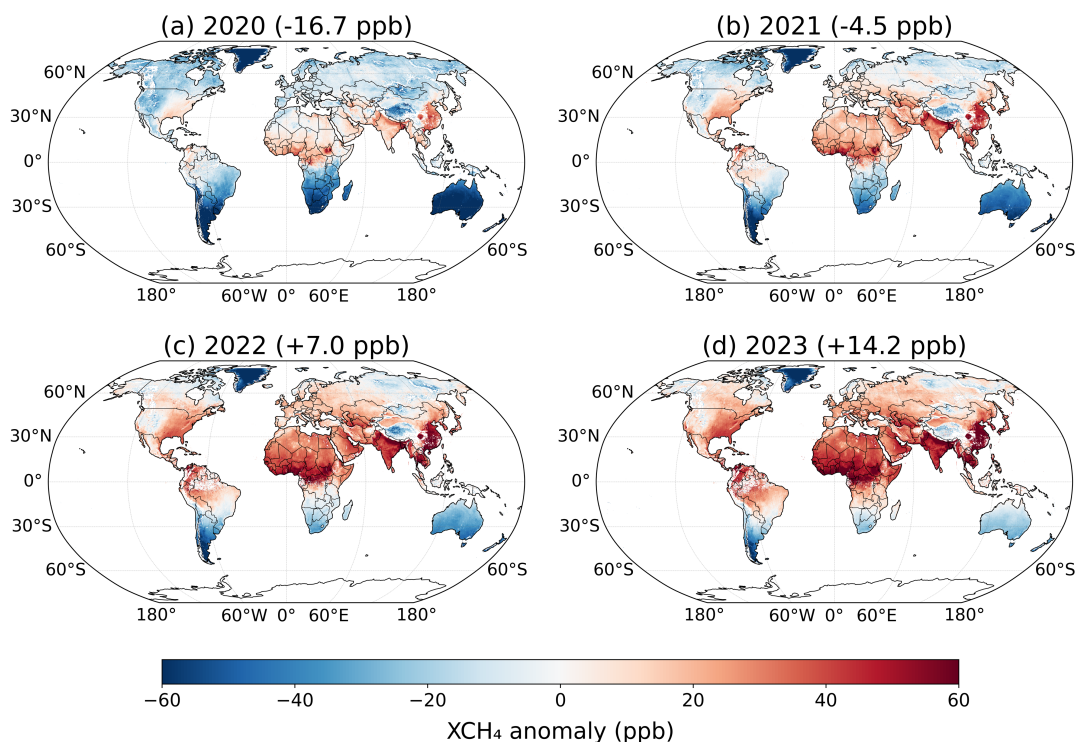 (a) 2020 (-16.7 ppb)
(b) 2021 (-4.5 ppb)
60°N
60°N
30°N
30°N
0°
0°
30°S
30°S
60°S
60°S
60°S
60°S
180°
60°W
0°
60°E
180°
180°
60°W
0°
60°E
180°
(c) 2022 (+7.0 ppb)
(d) 2023 (+14.2 ppb)
60°N
60°N
30°N
30°N
0°
0°
30°S
30°S
60°S
60°S
60°S
60°S
180°
60°W
0°
60°E
180°
180°
60°W
0°
60°E
180°
−60
−40
−20
0
20
40
60
XCH₄ anomaly (ppb)